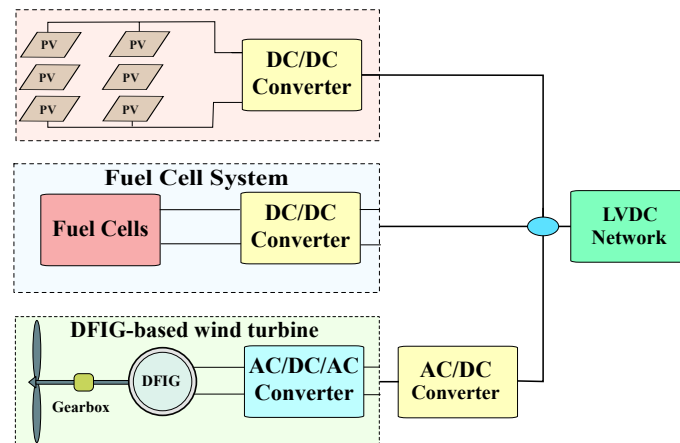 PV PV
PV PV
PV PV
DC/DC
Converter
Fuel Cell System
Fuel Cells
DC/DC
Converter
LVDC
Network
DFIG-based wind turbine
Gearbox
DFIG
AC/DC/AC
Converter
AC/DC
Converter